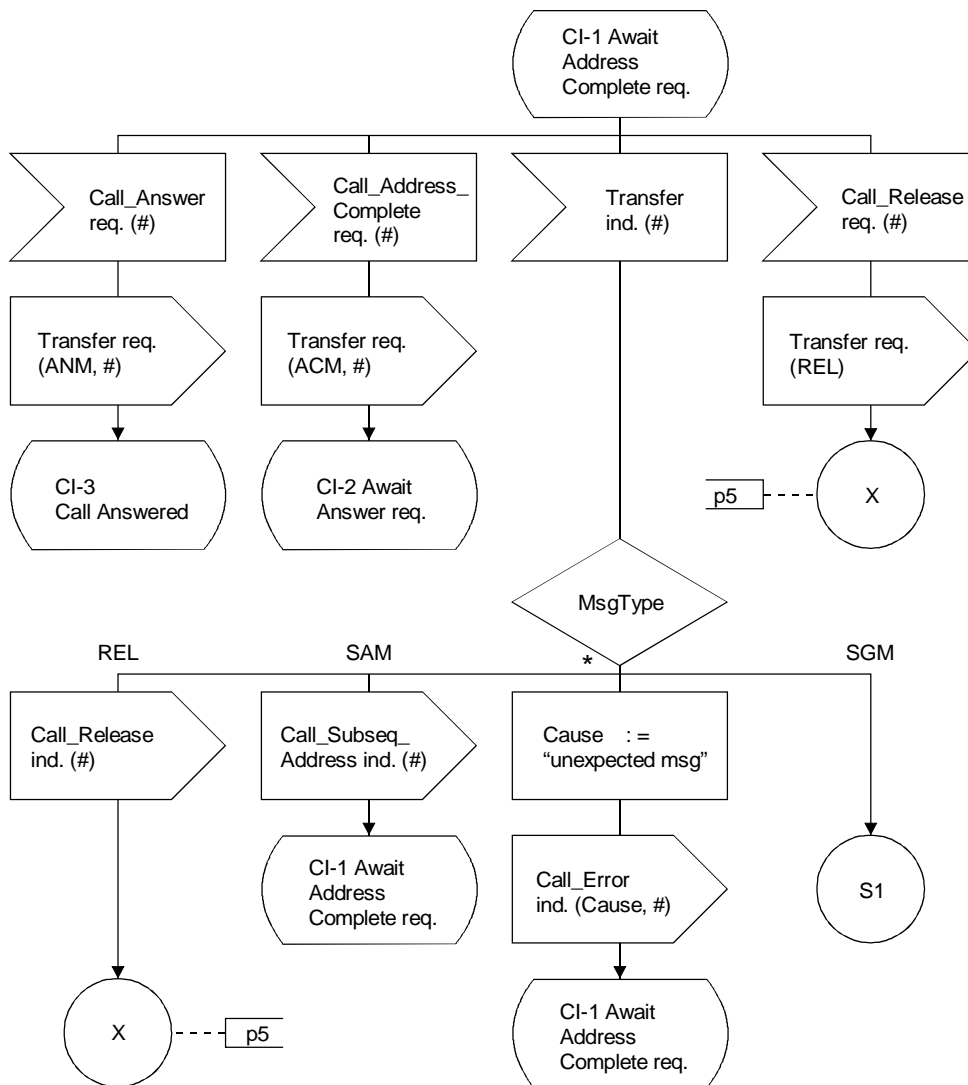 CI-1 Await
Address
Complete req.
Call_Answer
req. (#)
Call_Address_
Complete
req. (#)
Transfer
ind. (#)
Call_Release
req. (#)
Transfer req.
(ANM, #)
Transfer req.
(ACM, #)
Transfer req.
(REL)
CI-3
Call Answered
CI-2 Await
Answer req.
p5
X
MsgType
REL
SAM
*
SGM
Call_Release
ind. (#)
Call_Subseq_
Address ind. (#)
Cause : =
“unexpected msg”
CI-1 Await
Address
Complete req.
Call_Error
ind. (Cause, #)
S1
X
p5
CI-1 Await
Address
Complete req.